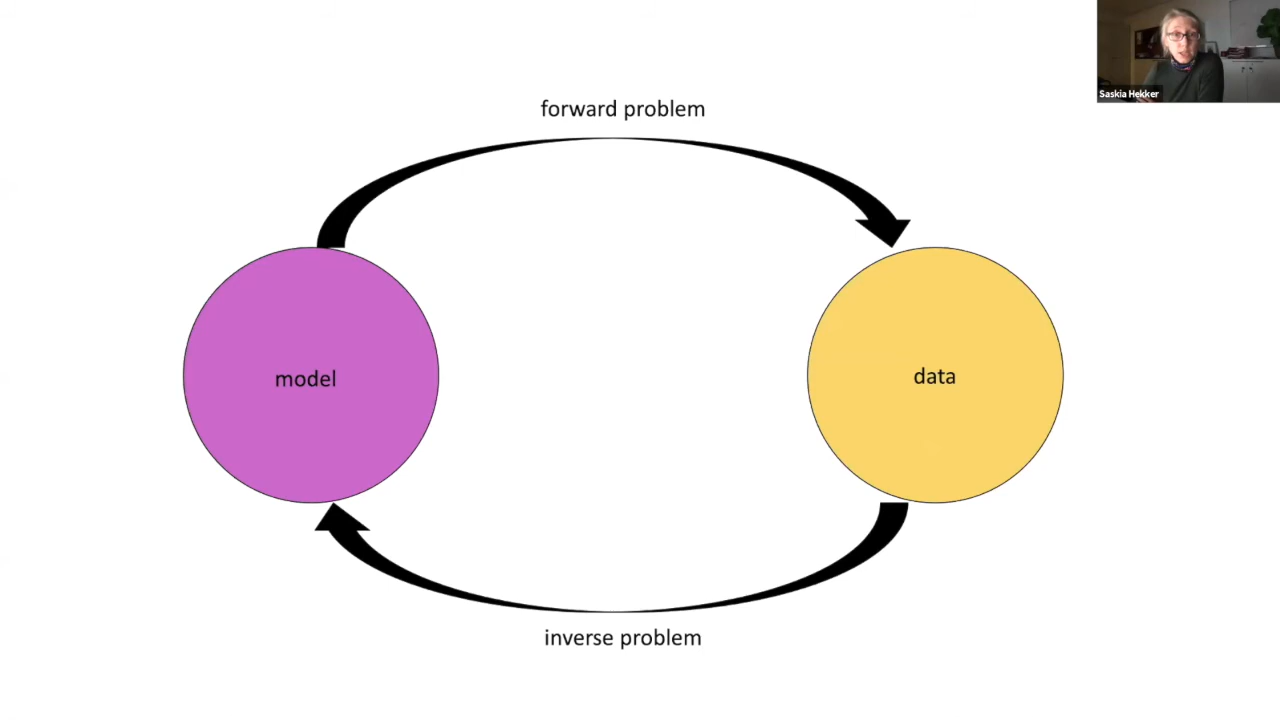 Saskia Hekker
forward problem
model
data
inverse problem